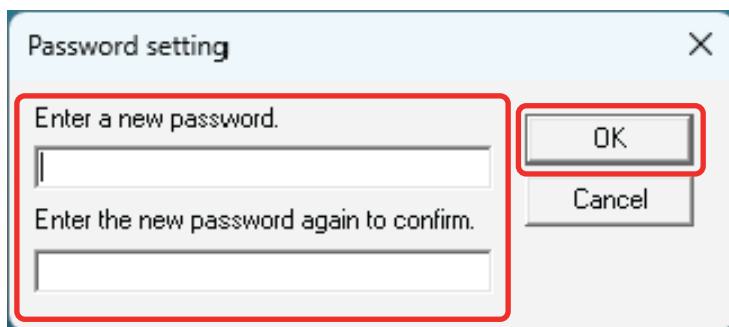 Password setting
Enter a new password.
OK
Enter the new password again to confirm.
Cancel